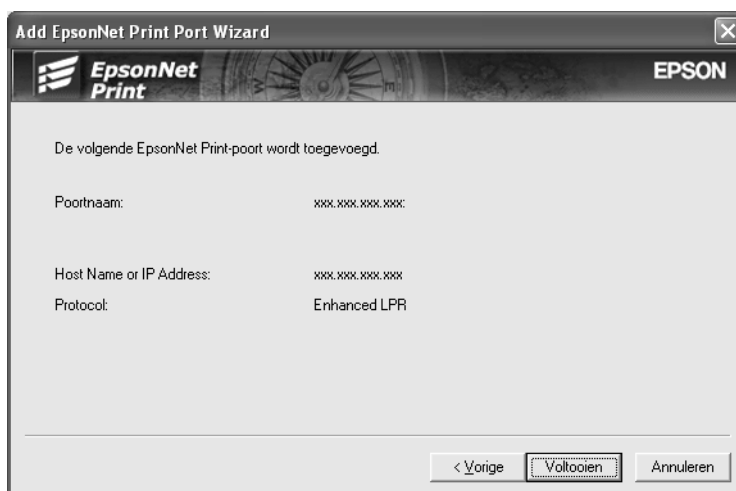 Add EpsonNet Print Port Wizard
EpsonNet
Print
EPSON
W S E
De volgende EpsonNet Print-poort wordt toegevoegd.
Poortnaam: xxx.xxx.xxx.xxx:
Host Name or IP Address: xxx.xxx.xxx.xxx
Protocol: Enhanced LPR
< Vorige Voltooien Annuleren